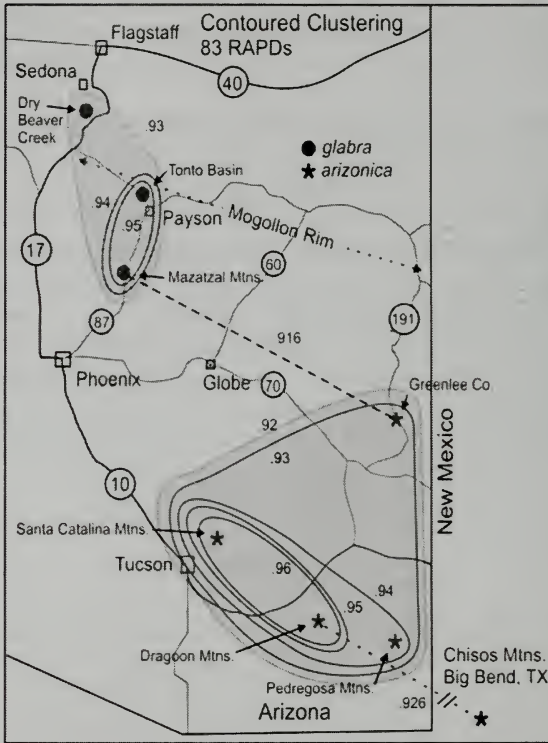 Contoured Clustering
83 RAPDs
Flagstaff
Sedona
40
Dry
Beaver
Creek
.93
glabra
arizonica
Tonto Basin
.94
.95
Payson
Mogollon Rim
17
60
Mazatzal Mtns.
87
916
191
Phoenix
Globe
70
Greenlee Co.
.92
.93
New Mexico
10
Santa Catalina Mtns.
.96
Tucson
.94
.95
Dragoon Mtns.
Pedregosa Mtns.
Chisos Mtns.
Big Bend, TX
.926
Arizona